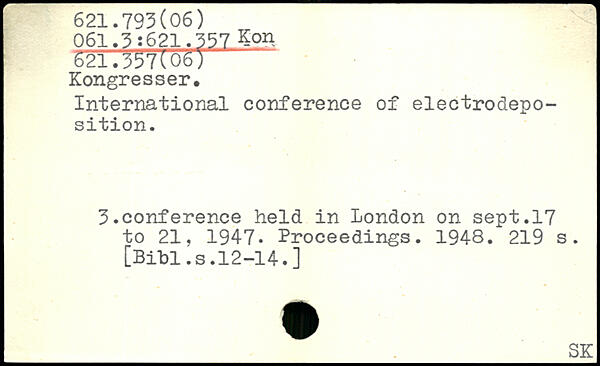 621.793(06)
061.3:621.357 Kon
621.357(06)
Kongresser.
International conference of electrodepo-
sition.
3.conference held in London on sept.17
to 21, 1947. Proceedings. 1948. 219 s.
[Bibl.s.12-14.]
SK